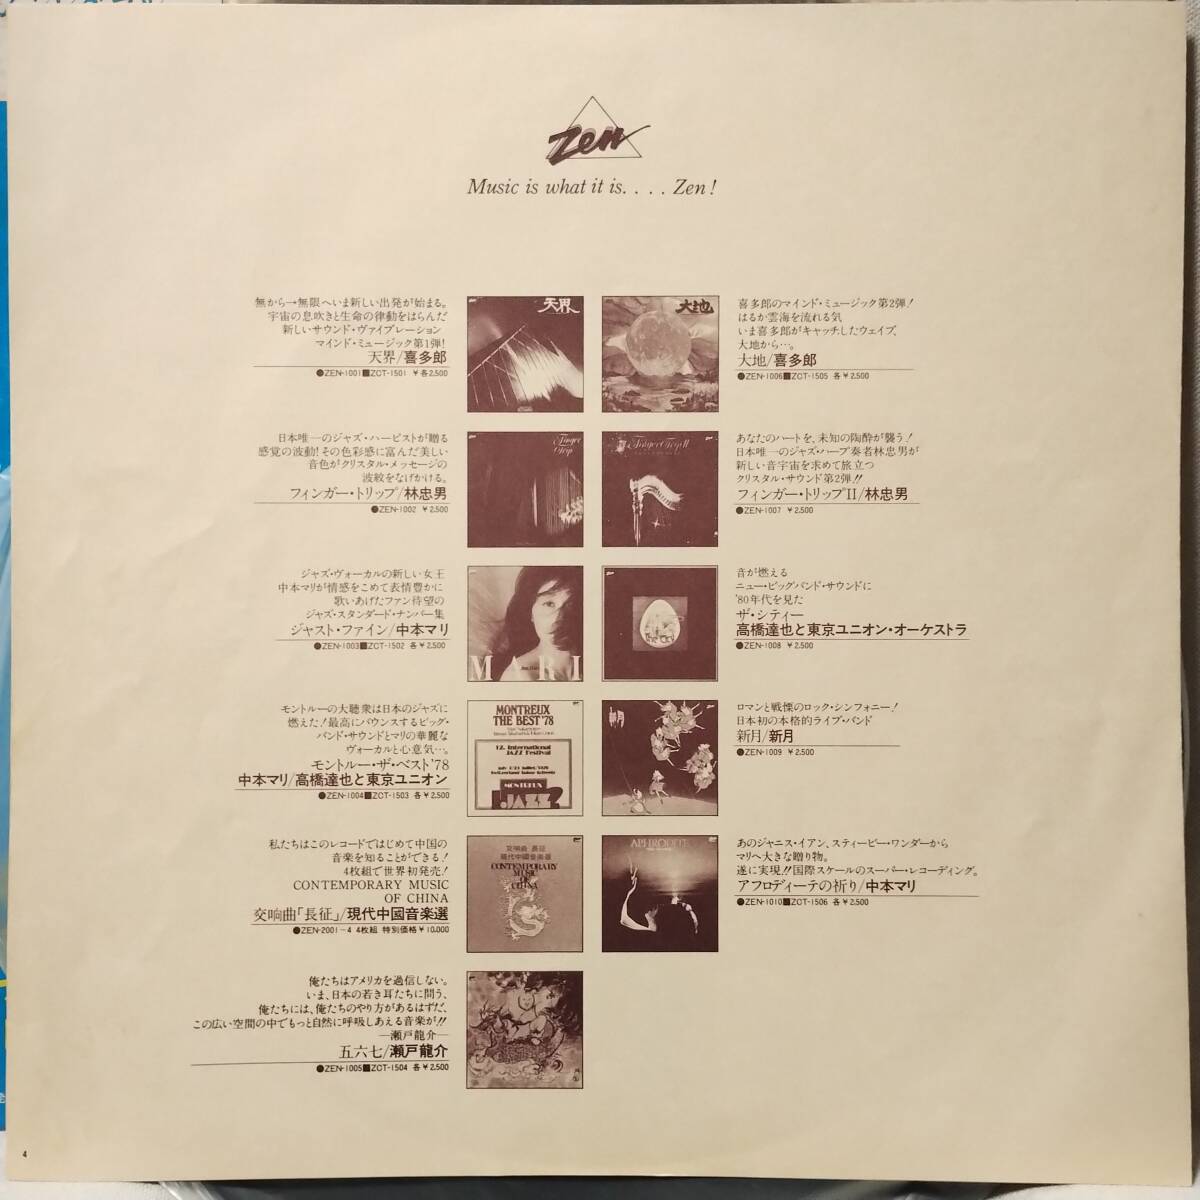 Zen
Music is what it is.... Zen!
無から→無限へいま新しい出発が始まる。
宇宙の息吹きと生命の律動をはらんだ
新しいサウンド・ヴァイブレーション
マインド・ミュージック第1弾!
天界/喜多郎
●ZEN-1001■ZCT-1501 ￥各2,500
天界
大地
喜多郎のマインド・ミュージック第2弾!
はるか雲海を流れる気
いま喜多郎がキャッチしたウェイブ、
大地から…。
大地/喜多郎
●ZEN-1006■ZCT-1505 各￥2,500
日本唯一のジャズ・ハーピストが贈る
感覚の波動!その色彩感に富んだ美しい
音色がクリスタル・メッセージの
波紋をなげかける。
フィンガー・トリップ/林忠男
●ZEN-1002 ￥2,500
あなたのハートを、未知の陶酔が襲う!
日本唯一のジャズ・ハープ奏者林忠男が
新しい音宇宙を求めて旅立つ
クリスタル・サウンド第2弾!!
フィンガー・トリップII/林忠男
●ZEN-1007 ￥2,500
ジャズ・ヴォーカルの新しい女王
中本マリが情感をこめて表情豊かに
歌いあげたファン待望の
ジャズ・スタンダード・ナンバー集
ジャスト・ファイン/中本マリ
●ZEN-1003■ZCT-1502 各￥2,500
MARI
The City
音が燃える
ニュー・ビッグバンド・サウンドに
'80年代を見た
ザ・シティー
高橋達也と東京ユニオン・オーケストラ
●ZEN-1008 ￥2,500
モントルーの大聴衆は日本のジャズに
燃えた!最高にバウンスするビッグ・
バンド・サウンドとマリの華麗な
ヴォーカルと心意気…。
モントルー・ザ・ベスト'78
中本マリ/高橋達也と東京ユニオン
●ZEN-1004■ZCT-1503 各￥2,500
MONTREUX
THE BEST '78
12. International
JAZZ Festival
MONTREUX
JAZZ
ロマンと戦慄のロック・シンフォニー!
日本初の本格的ライブ・バンド
新月/新月
●ZEN-1009 ￥2,500
私たちはこのレコードではじめて中国の
音楽を知ることができる!
4枚組で世界初発売!
CONTEMPORARY MUSIC
OF CHINA
交响曲「長征」/現代中國音楽選
●ZEN-2001-4 4枚組 特別価格￥10,000
交响曲 長征
現代中國音楽選
CONTEMPORARY
MUSIC
OF
CHINA
APHRODITE
あのジャニス・イアン、スティービー・ワンダーから
マリへ大きな贈り物。
遂に実現!!国際スケールのスーパー・レコーディング。
アフロディーテの祈り/中本マリ
●ZEN-1010■ZCT-1506 各￥2,500
俺たちはアメリカを過信しない。
いま、日本の若き耳たちに問う、
俺たちには、俺たちのやり方があるはずだ、
この広い空間の中でもっと自然に呼吸しあえる音楽が!!
―瀬戸龍介―
五六七/瀬戸龍介
●ZEN-1005■ZCT-1504 各￥2,500
4